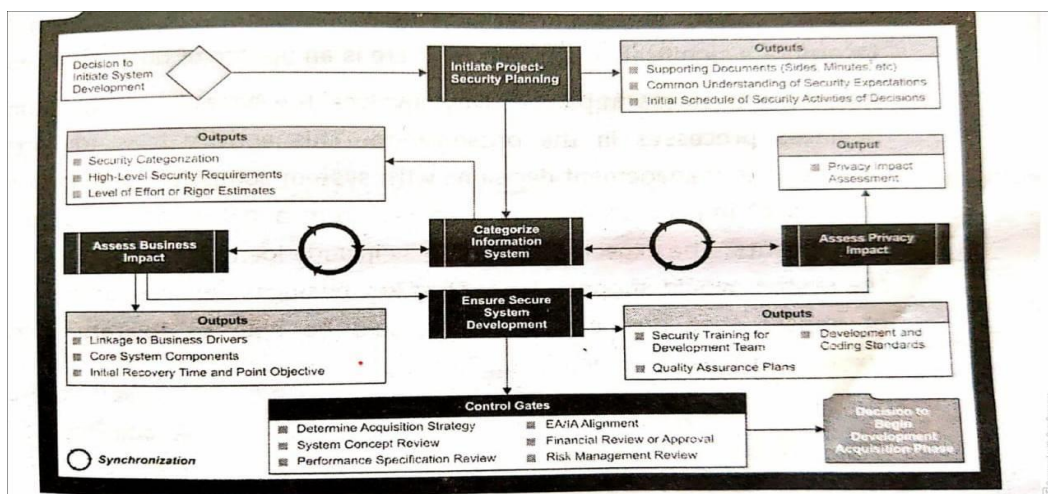 Decision to
Initiate System
Development
Initiate Project-
Security Planning
Outputs
Supporting Documents (Sides, Minutes, etc)
Common Understanding of Security Expectations
Initial Schedule of Security Activities of Decisions
Outputs
Security Categorization
High-Level Security Requirements
Level of Effort or Rigor Estimates
Output
Privacy Impact
Assessment
Assess Business
Impact
Categorize
Information
System
Assess Privacy
Impact
Ensure Secure
System
Development
Outputs
Linkage to Business Drivers
Core System Components
Initial Recovery Time and Point Objective
Outputs
Security Training for
Development Team
Quality Assurance Plans
Development and
Coding Standards
Control Gates
Determine Acquisition Strategy
System Concept Review
Performance Specification Review
EA/IA Alignment
Financial Review or Approval
Risk Management Review
Decision to
Begin
Development
Acquisition Phase
Synchronization